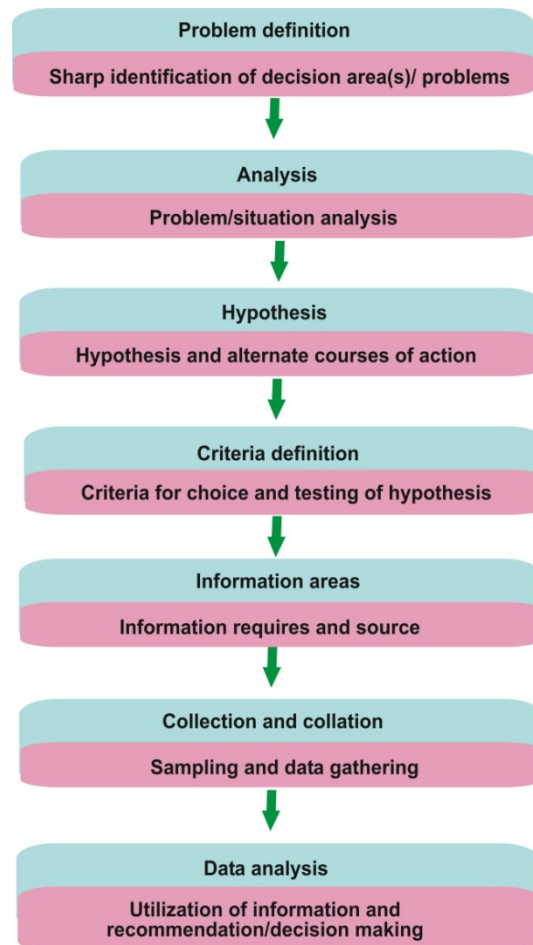 Problem definition
Sharp identification of decision area(s)/ problems
Analysis
Problem/situation analysis
Hypothesis
Hypothesis and alternate courses of action
Criteria definition
Criteria for choice and testing of hypothesis
Information areas
Information requires and source
Collection and collation
Sampling and data gathering
Data analysis
Utilization of information and
recommendation/decision making